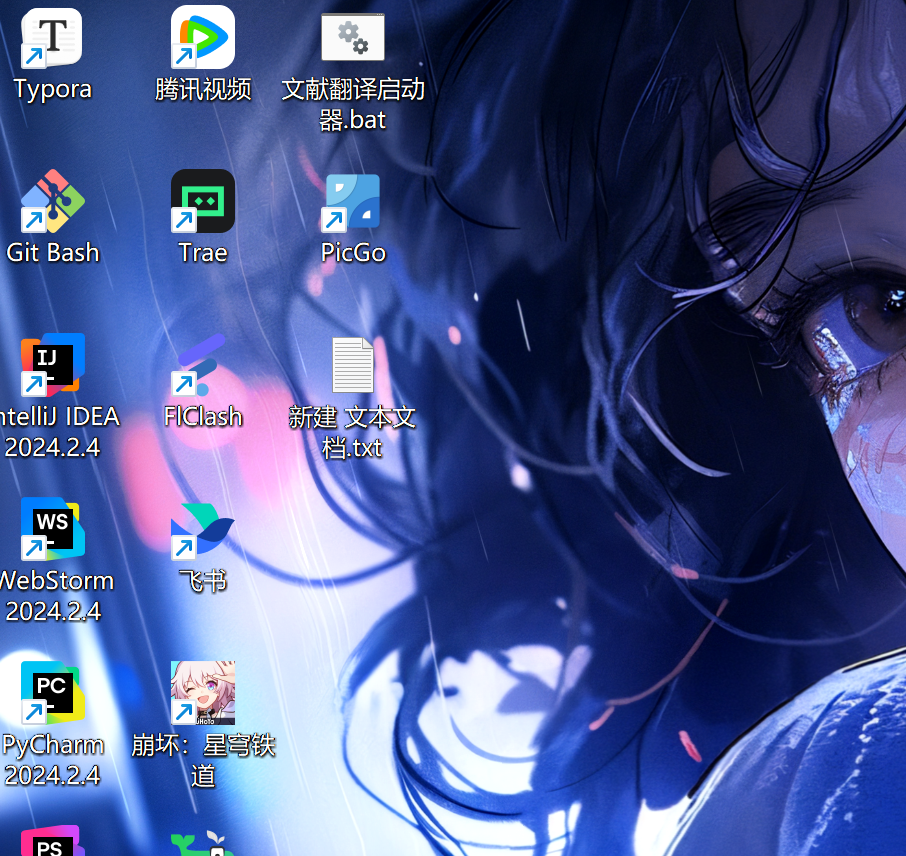 T
Typora
腾讯视频
文献翻译启动
器.bat
Git Bash
Trae
PicGo
IJ
ntelliJ IDEA
2024.2.4
FlClash
新建 文本文
档.txt
WS
WebStorm
2024.2.4
飞书
PC
PyCharm
2024.2.4
崩坏：星穹铁
道
PS